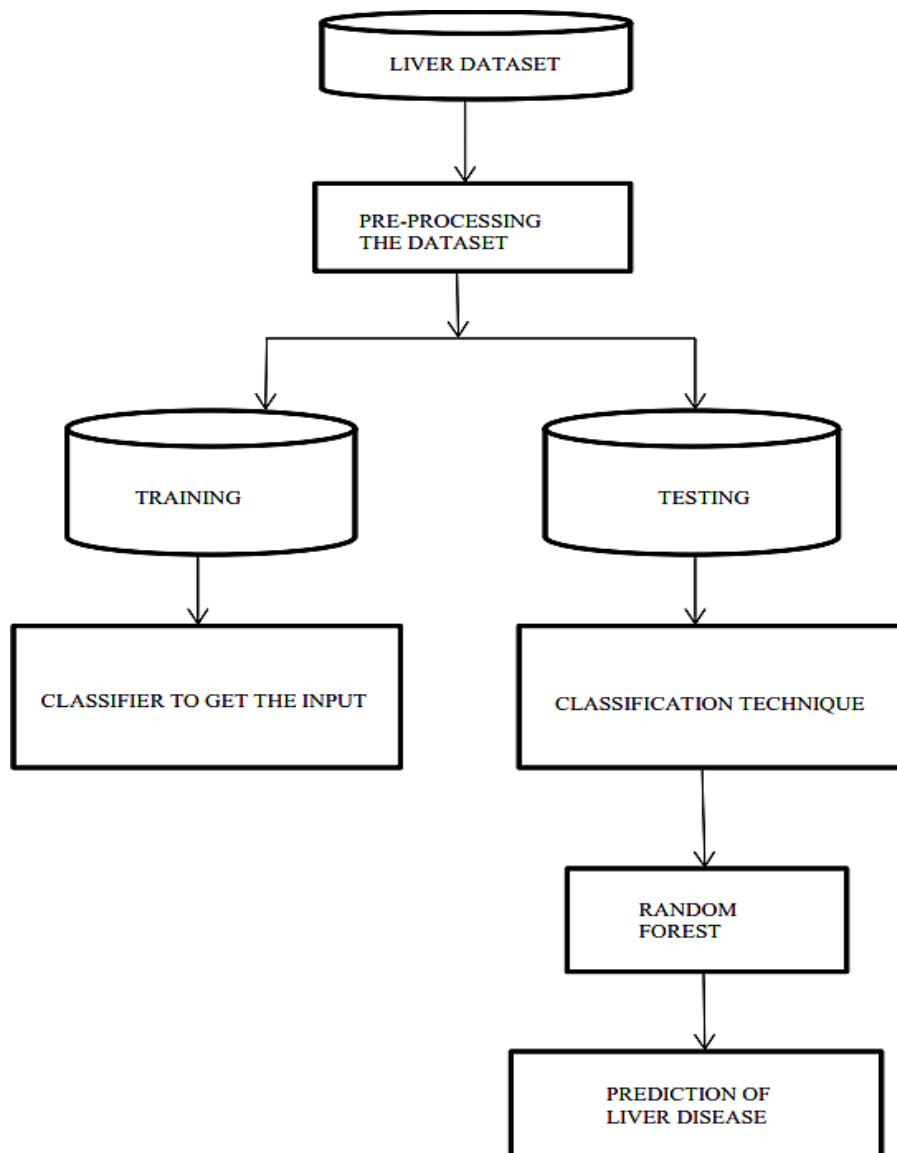 LIVER DATASET
PRE-PROCESSING
THE DATASET
TRAINING
TESTING
CLASSIFIER TO GET THE INPUT
CLASSIFICATION TECHNIQUE
RANDOM
FOREST
PREDICTION OF
LIVER DISEASE